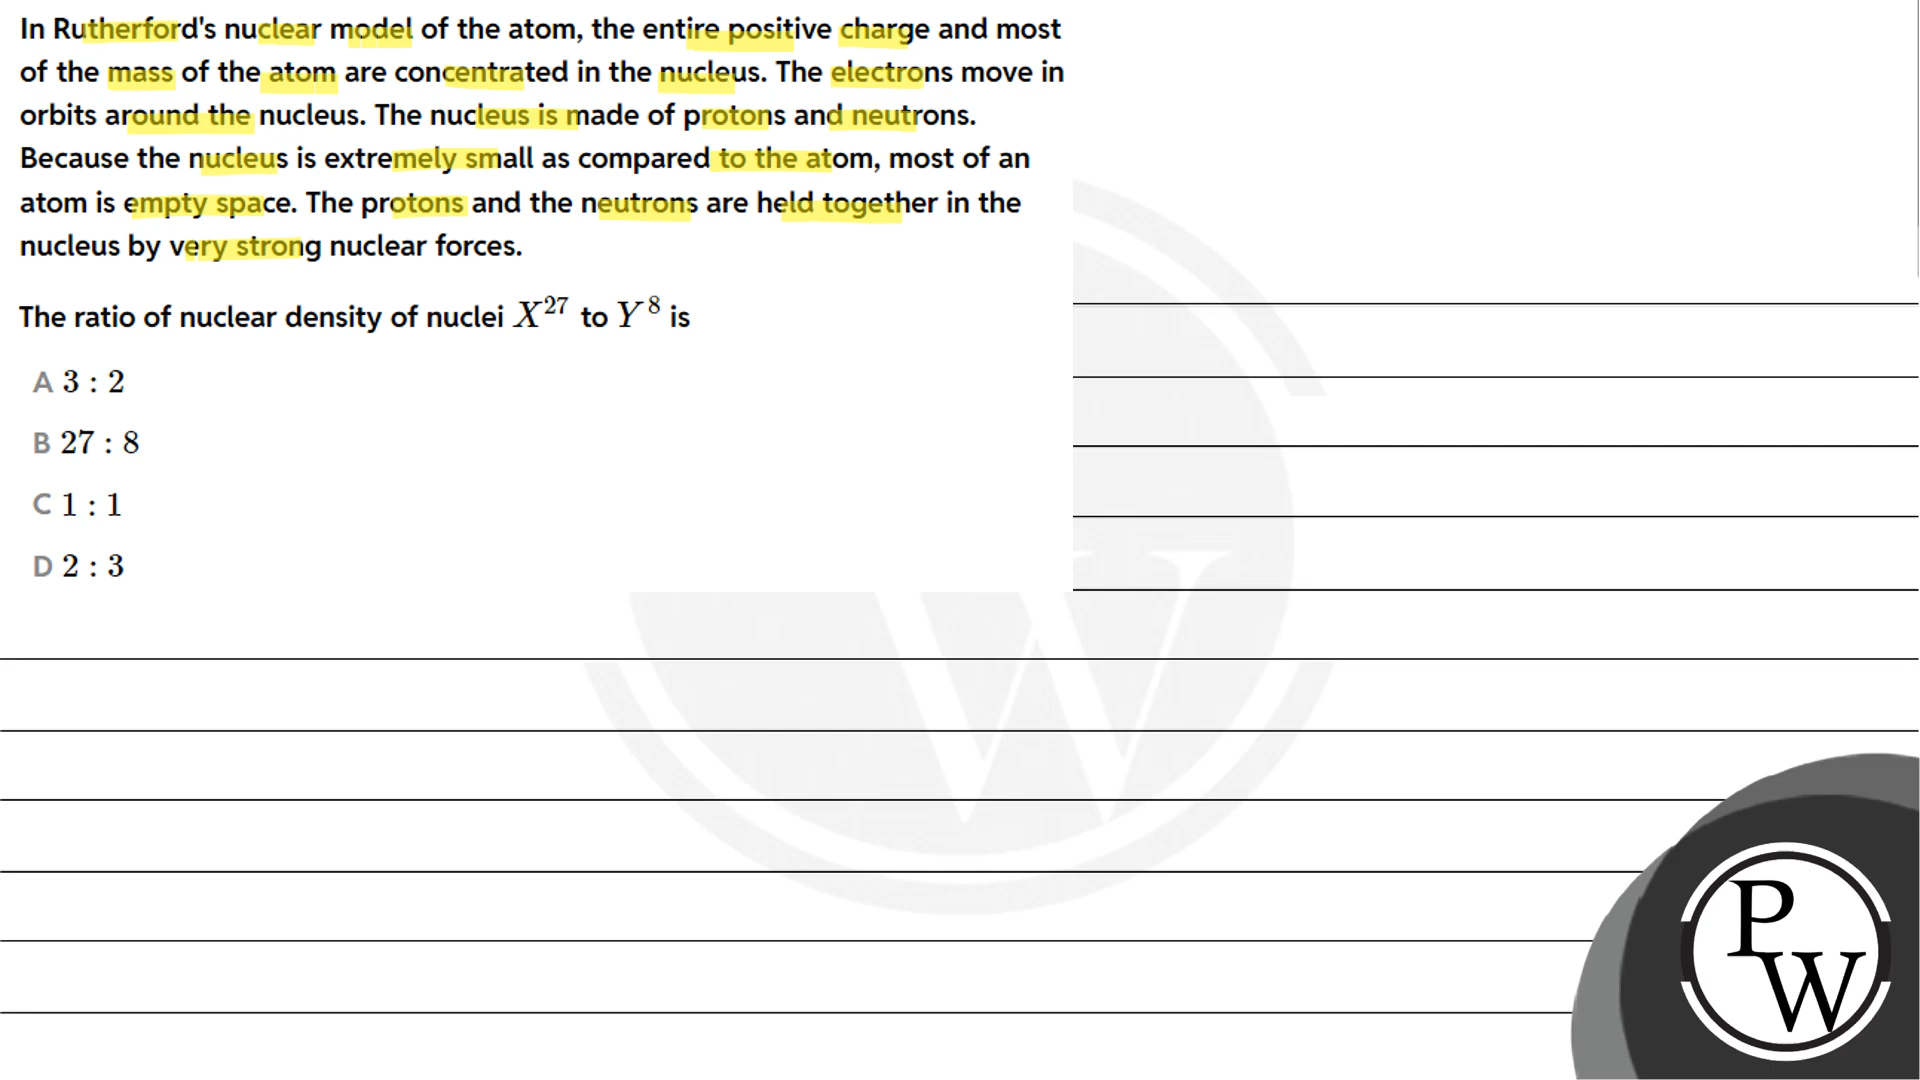 In Rutherford's nuclear model of the atom, the entire positive charge and most
of the mass of the atom are concentrated in the nucleus. The electrons move in
orbits around the nucleus. The nucleus is made of protons and neutrons.
Because the nucleus is extremely small as compared to the atom, most of an
atom is empty space. The protons and the neutrons are held together in the
nucleus by very strong nuclear forces.
The ratio of nuclear density of nuclei X²⁷ to Y⁸ is
A 3 : 2
B 27 : 8
C 1 : 1
D 2 : 3
P
W